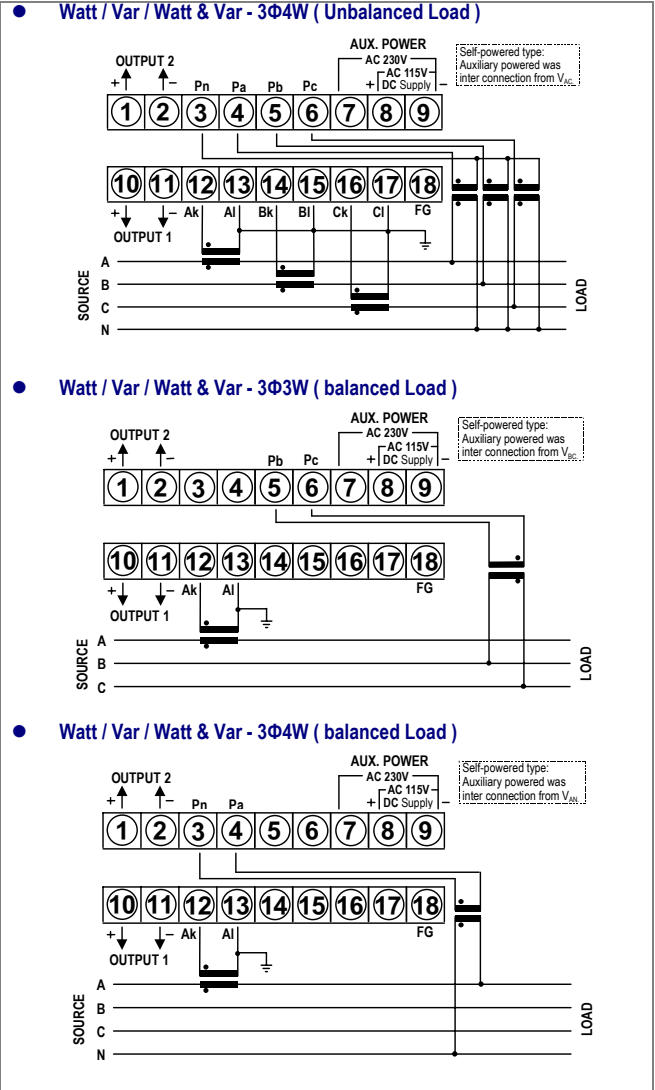 ● Watt / Var / Watt & Var - 3Φ4W ( Unbalanced Load )
OUTPUT 2
AUX. POWER
AC 230V
AC 115V
+ DC Supply −
Self-powered type:
Auxiliary powered was
inter connection from VAC.
+ − Pn Pa Pb Pc
1 2 3 4 5 6 7 8 9
10 11 12 13 14 15 16 17 18
+ − Ak Al Bk Bl Ck Cl FG
OUTPUT 1
SOURCE
A
B
C
N
LOAD
● Watt / Var / Watt & Var - 3Φ3W ( balanced Load )
OUTPUT 2
AUX. POWER
AC 230V
AC 115V
+ DC Supply −
Self-powered type:
Auxiliary powered was
inter connection from VBC.
+ − Pb Pc
1 2 3 4 5 6 7 8 9
10 11 12 13 14 15 16 17 18
+ − Ak Al FG
OUTPUT 1
SOURCE
A
B
C
LOAD
● Watt / Var / Watt & Var - 3Φ4W ( balanced Load )
OUTPUT 2
AUX. POWER
AC 230V
AC 115V
+ DC Supply −
Self-powered type:
Auxiliary powered was
inter connection from VAN.
+ − Pn Pa
1 2 3 4 5 6 7 8 9
10 11 12 13 14 15 16 17 18
+ − Ak Al FG
OUTPUT 1
SOURCE
A
B
C
N
LOAD